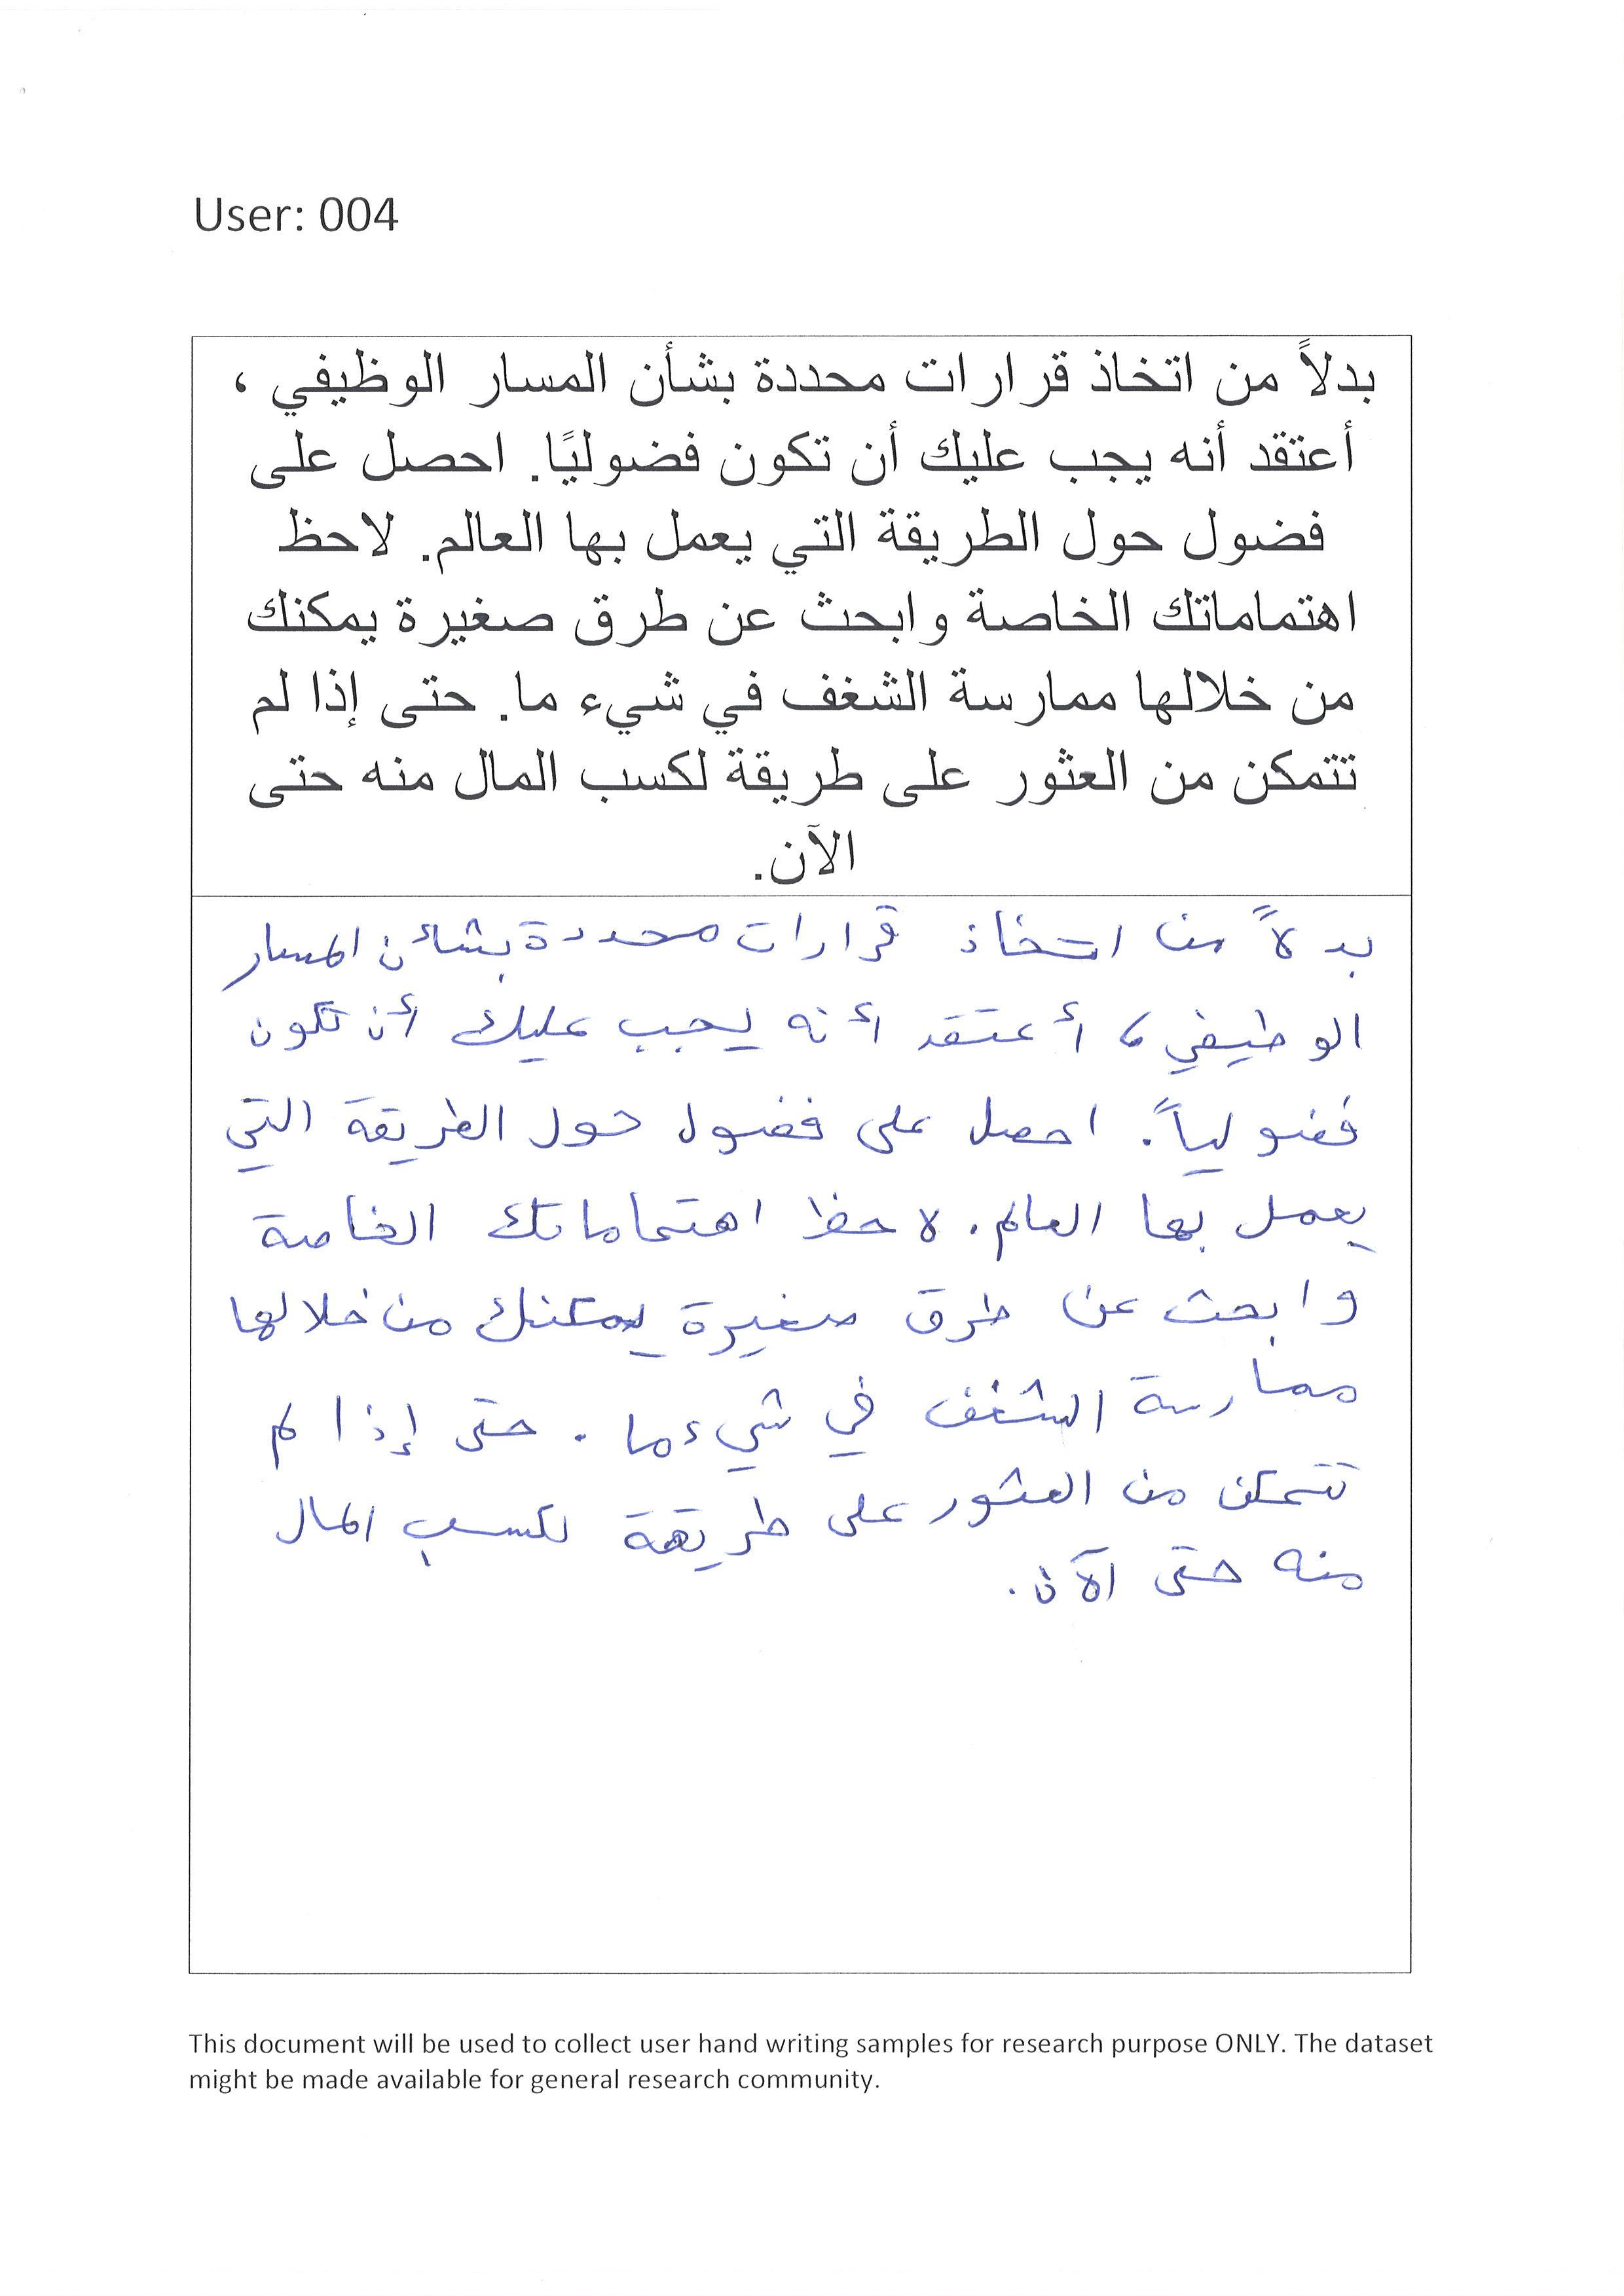 User: 004
بدلاً من اتخاذ قرارات محددة بشأن المسار الوظيفي ،
أعتقد أنه يجب عليك أن تكون فضوليًا. احصل على
فضول حول الطريقة التي يعمل بها العالم. لاحظ
اهتماماتك الخاصة وابحث عن طرق صغيرة يمكنك
من خلالها ممارسة الشغف في شيء ما. حتى إذا لم
تتمكن من العثور على طريقة لكسب المال منه حتى
الآن.
بدلاً من اتخاذ قرارات محددة بشأن المسار
الوظيفي، أعتقد أنه يجب عليك أن تكون
فضولياً. احصل على فضول حول الطريقة التي
يعمل بها العالم. لاحظ اهتماماتك الخاصة
وابحث عن طرق صغيرة يمكنك من خلالها
ممارسة الشغف في شيء ما. حتى إذا لم
تتمكن من العثور على طريقة لكسب المال
منه حتى الآن.
This document will be used to collect user hand writing samples for research purpose ONLY. The dataset
might be made available for general research community.